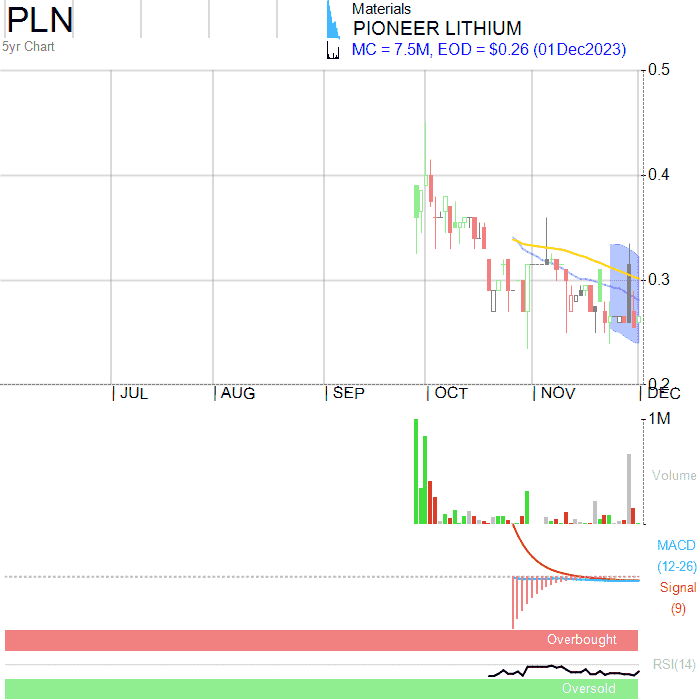 PLN
5yr Chart
Materials
PIONEER LITHIUM
MC = 7.5M, EOD = $0.26 (01Dec2023)
0.5
0.4
0.3
0.2
JUL AUG SEP OCT NOV DEC
1M
Volume
MACD
(12-26)
Signal
(9)
Overbought
RSI(14)
Oversold